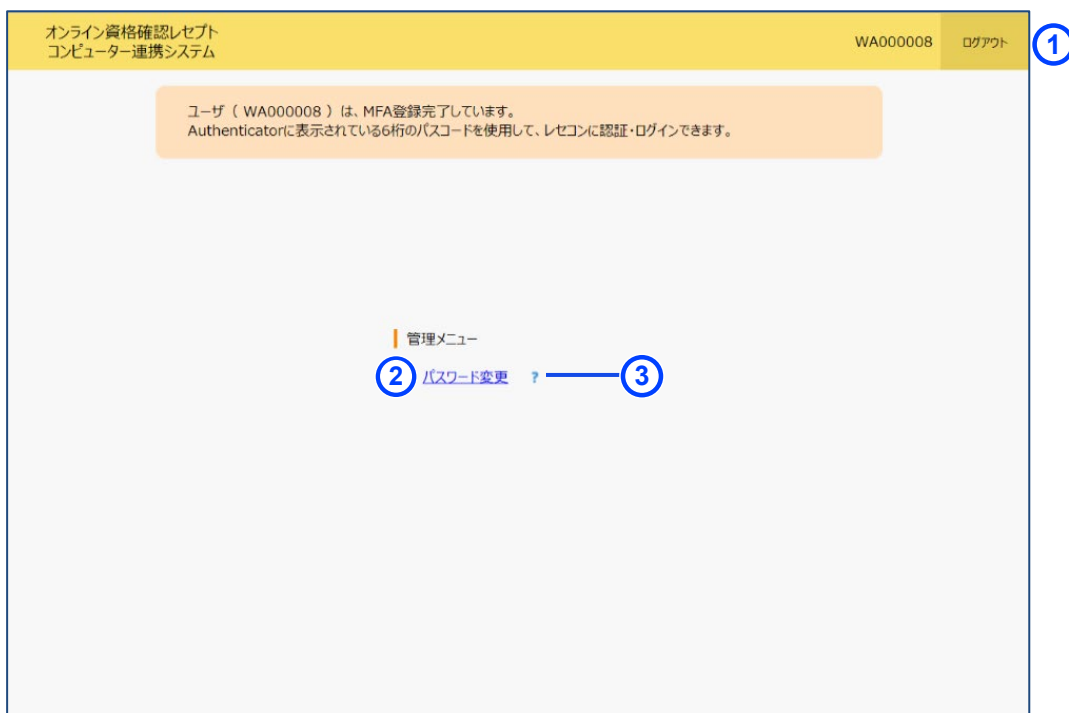 オンライン資格確認レセプト
コンピューター連携システム
WA000008
ログアウト
1
ユーザ ( WA000008 ) は、MFA登録完了しています。
Authenticatorに表示されている6桁のパスコードを使用して、レセコンに認証・ログインできます。
管理メニュー
2 パスワード変更 ? 3